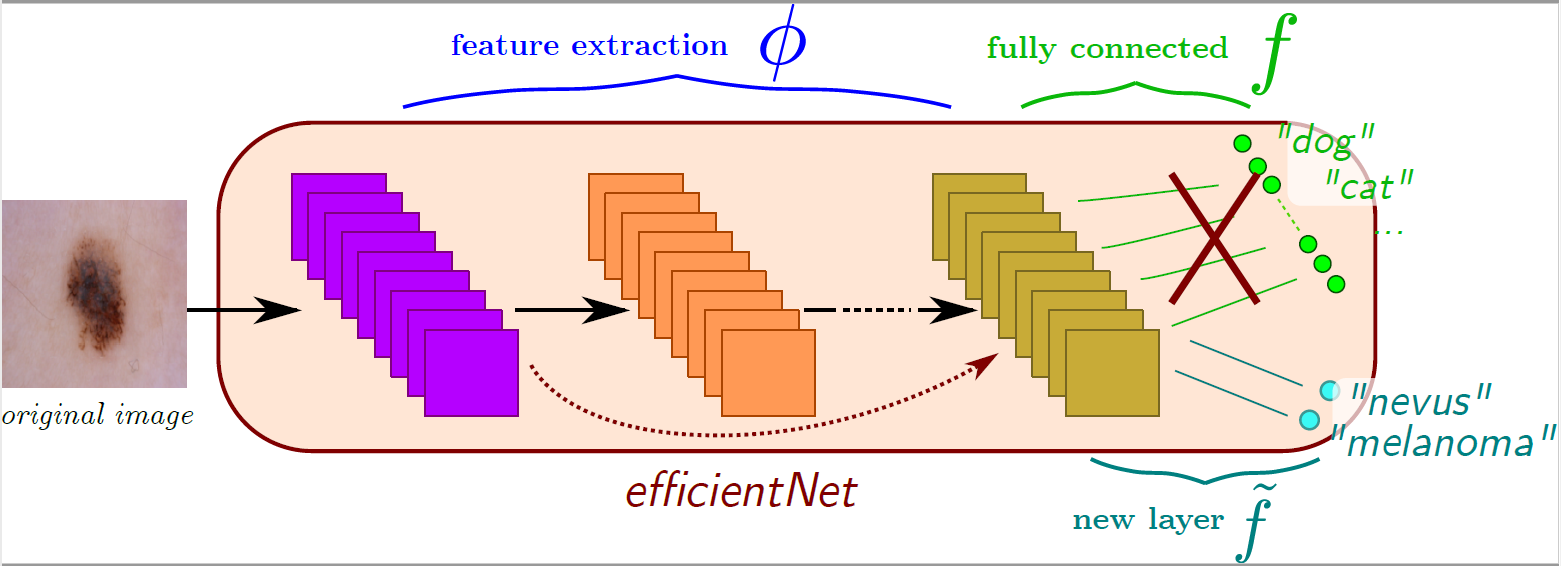 feature extraction ϕ
fully connected f
"dog"
"cat"
...
original image
"nevus"
"melanoma"
efficientNet
new layer f̃